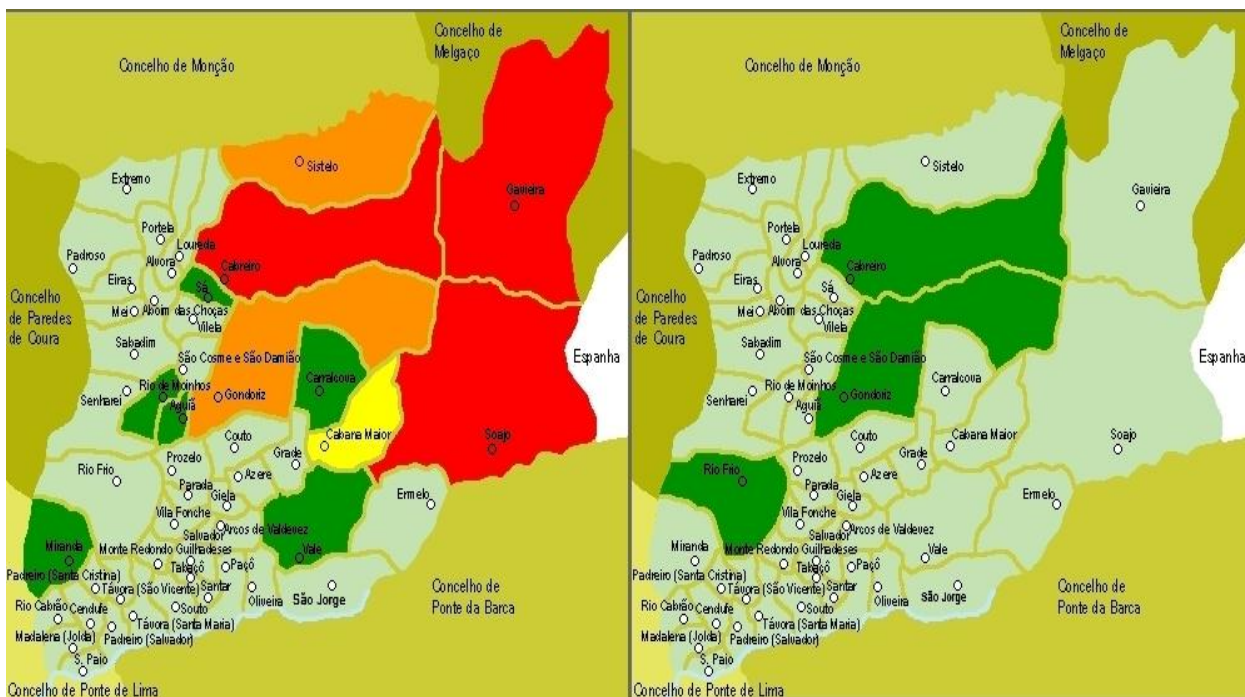 Concelho de
Melgaço
Concelho de Monção
Sistelo
Extremo
Gavieira
Portela
Loureda
Padroso
Alvora
Cabreiro
Eiras
Sá
Concelho
de Paredes
de Coura
Mei
Aboim das Choças
Vilela
Sabadim
São Cosme e São Damião
Espanha
Rio de Moinhos
Carralcova
Senharei
Gondoriz
Aguiã
Couto
Cabana Maior
Soajo
Grade
Prozelo
Rio Frio
Azere
Parada
Giela
Ermelo
Vila Fonche
Salvador
Arcos de Valdevez
Miranda
Monte Redondo
Guilhadeses
Vale
Tabaçô
Paçô
Padreiro (Santa Cristina)
Távora (São Vicente)
Santar
Oliveira
São Jorge
Concelho de
Ponte da Barca
Rio Cabrão
Cendufe
Souto
Távora (Santa Maria)
Madalena (Jolda)
Padreiro (Salvador)
S. Paio
Concelho de Ponte de Lima
Concelho de
Melgaço
Concelho de Monção
Sistelo
Extremo
Gavieira
Portela
Loureda
Padroso
Alvora
Cabreiro
Eiras
Sá
Concelho
de Paredes
de Coura
Mei
Aboim das Choças
Vilela
Sabadim
São Cosme e São Damião
Espanha
Rio de Moinhos
Carralcova
Senharei
Gondoriz
Aguiã
Couto
Cabana Maior
Soajo
Grade
Prozelo
Rio Frio
Azere
Parada
Giela
Ermelo
Vila Fonche
Salvador
Arcos de Valdevez
Miranda
Monte Redondo
Guilhadeses
Vale
Tabaçô
Paçô
Padreiro (Santa Cristina)
Távora (São Vicente)
Santar
Oliveira
São Jorge
Concelho de
Ponte da Barca
Rio Cabrão
Cendufe
Souto
Távora (Santa Maria)
Madalena (Jolda)
Padreiro (Salvador)
S. Paio
Concelho de Ponte de Lima